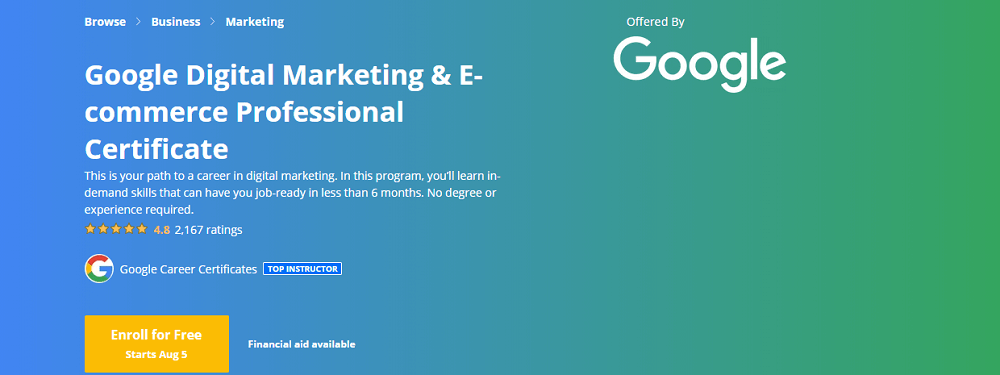 Browse > Business > Marketing
Offered By
Google
Google Digital Marketing & E-
commerce Professional
Certificate
This is your path to a career in digital marketing. In this program, you'll learn in-
demand skills that can have you job-ready in less than 6 months. No degree or
experience required.
4.8 2,167 ratings
G Google Career Certificates TOP INSTRUCTOR
Enroll for Free
Starts Aug 5
Financial aid available